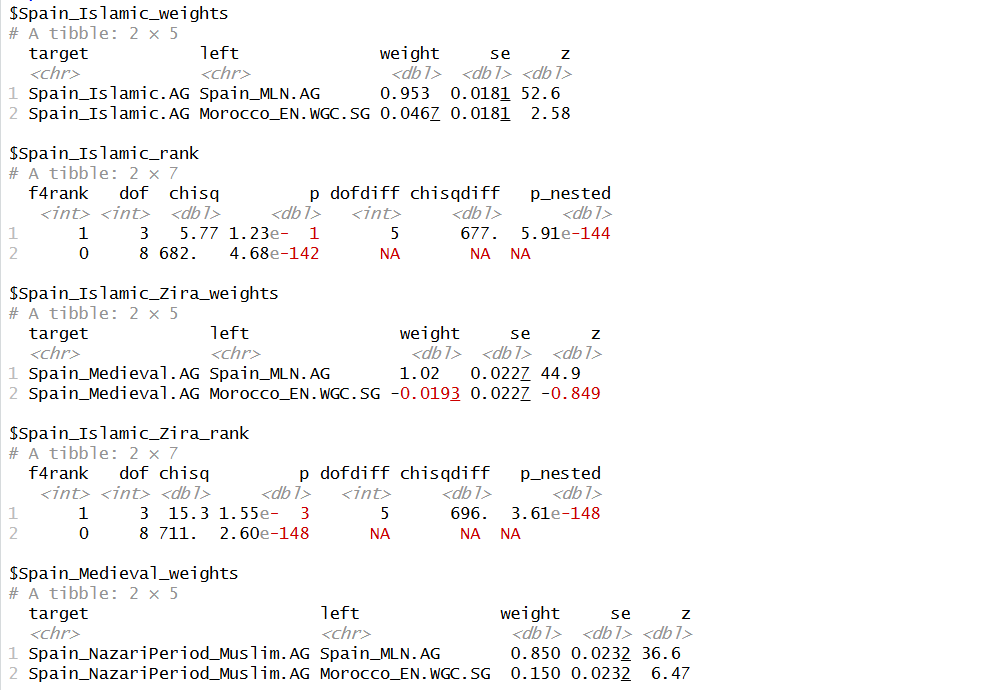 $Spain_Islamic_weights
# A tibble: 2 × 5
target left weight se z
<chr> <chr> <dbl> <dbl> <dbl>
1 Spain_Islamic.AG Spain_MLN.AG 0.953 0.0181 52.6
2 Spain_Islamic.AG Morocco_EN.WGC.SG 0.0467 0.0181 2.58
$Spain_Islamic_rank
# A tibble: 2 × 7
f4rank dof chisq p dofdiff chisqdiff p_nested
<int> <int> <dbl> <dbl> <int> <dbl> <dbl>
1 1 3 5.77 1.23e- 1 5 677. 5.91e-144
2 0 8 682. 4.68e-142 NA NA NA
$Spain_Islamic_Zira_weights
# A tibble: 2 × 5
target left weight se z
<chr> <chr> <dbl> <dbl> <dbl>
1 Spain_Medieval.AG Spain_MLN.AG 1.02 0.0227 44.9
2 Spain_Medieval.AG Morocco_EN.WGC.SG -0.0193 0.0227 -0.849
$Spain_Islamic_Zira_rank
# A tibble: 2 × 7
f4rank dof chisq p dofdiff chisqdiff p_nested
<int> <int> <dbl> <dbl> <int> <dbl> <dbl>
1 1 3 15.3 1.55e- 3 5 696. 3.61e-148
2 0 8 711. 2.60e-148 NA NA NA
$Spain_Medieval_weights
# A tibble: 2 × 5
target left weight se z
<chr> <chr> <dbl> <dbl> <dbl>
1 Spain_NazariPeriod_Muslim.AG Spain_MLN.AG 0.850 0.0232 36.6
2 Spain_NazariPeriod_Muslim.AG Morocco_EN.WGC.SG 0.150 0.0232 6.47